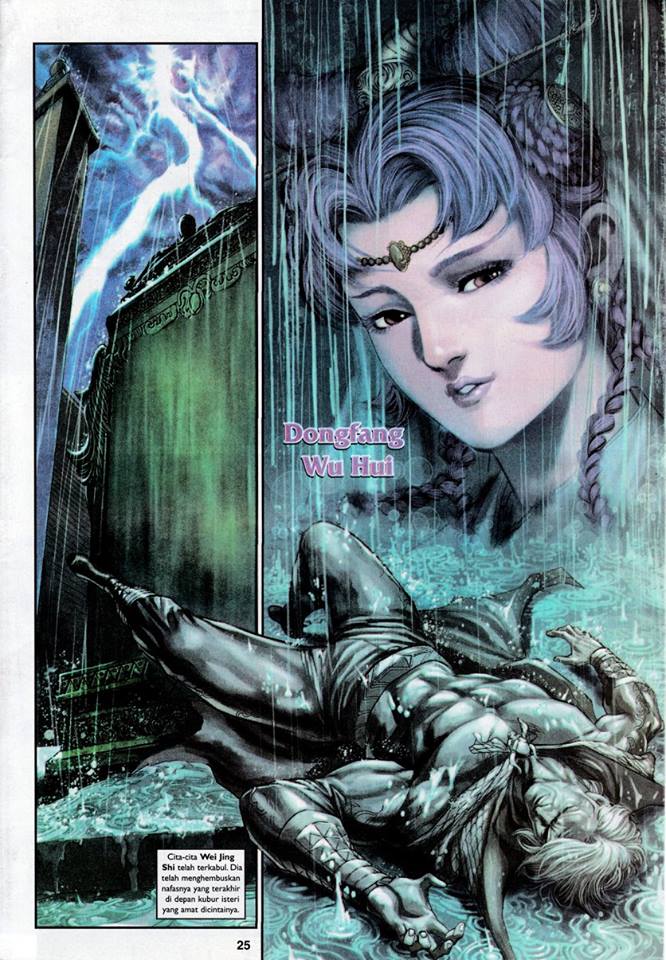 Dongfang
Wu Hui
Cita-cita Wei Jing
Shi telah terkabul. Dia
telah menghembuskan
nafasnya yang terakhir
di depan kubur isteri
yang amat dicintainya.
25